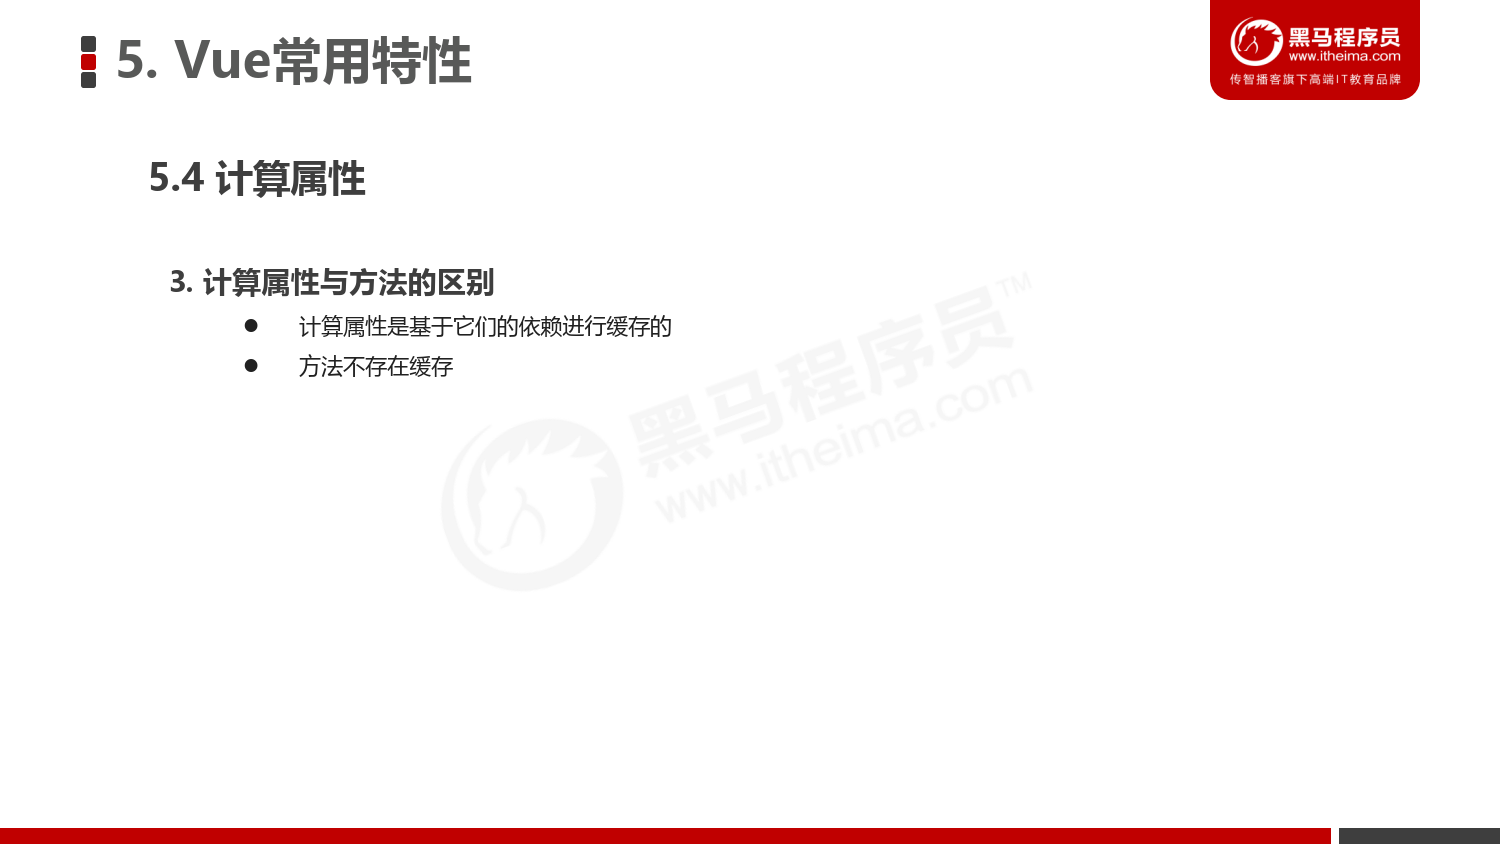 5. Vue常用特性
黑马程序员
www.itheima.com
传智播客旗下高端IT教育品牌
5.4 计算属性
3. 计算属性与方法的区别
● 计算属性是基于它们的依赖进行缓存的
● 方法不存在缓存
黑马程序员TM
www.itheima.com